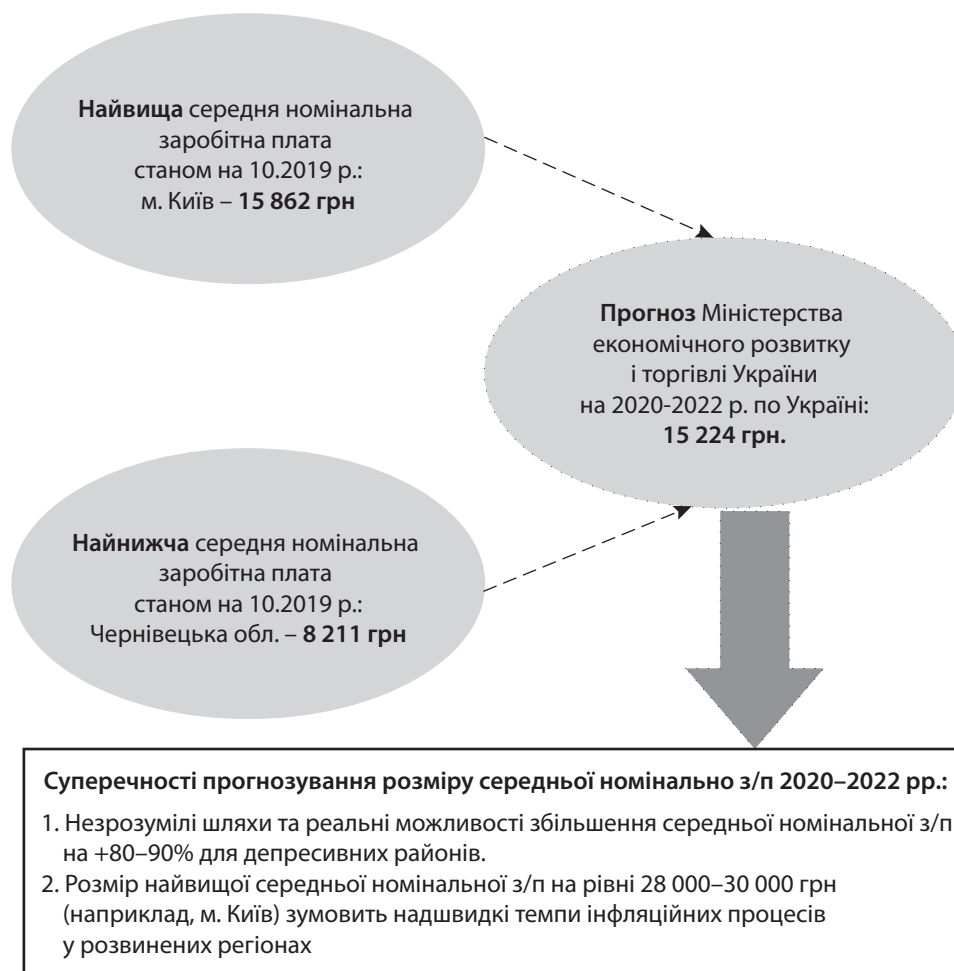 Найвища середня номінальна
заробітна плата
станом на 10.2019 р.:
м. Київ – 15 862 грн
Прогноз Міністерства
економічного розвитку
і торгівлі України
на 2020-2022 р. по Україні:
15 224 грн.
Найнижча середня номінальна
заробітна плата
станом на 10.2019 р.:
Чернівецька обл. – 8 211 грн
Суперечності прогнозування розміру середньої номінально з/п 2020–2022 рр.:
1. Незрозумілі шляхи та реальні можливості збільшення середньої номінальної з/п
на +80–90% для депресивних районів.
2. Розмір найвищої середньої номінальної з/п на рівні 28 000–30 000 грн
(наприклад, м. Київ) зумовить надшвидкі темпи інфляційних процесів
у розвинених регіонах